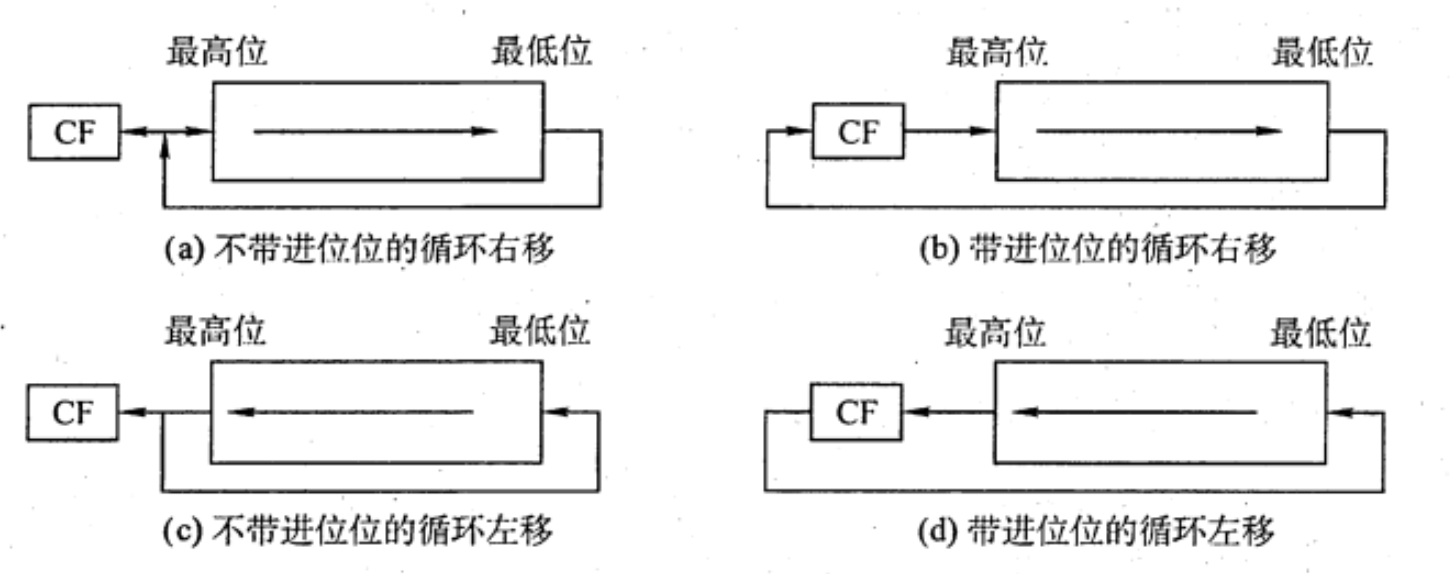 最高位 最低位 最高位 最低位
CF CF
(a) 不带进位位的循环右移 (b) 带进位位的循环右移
最高位 最低位 最高位 最低位
CF CF
(c) 不带进位位的循环左移 (d) 带进位位的循环左移